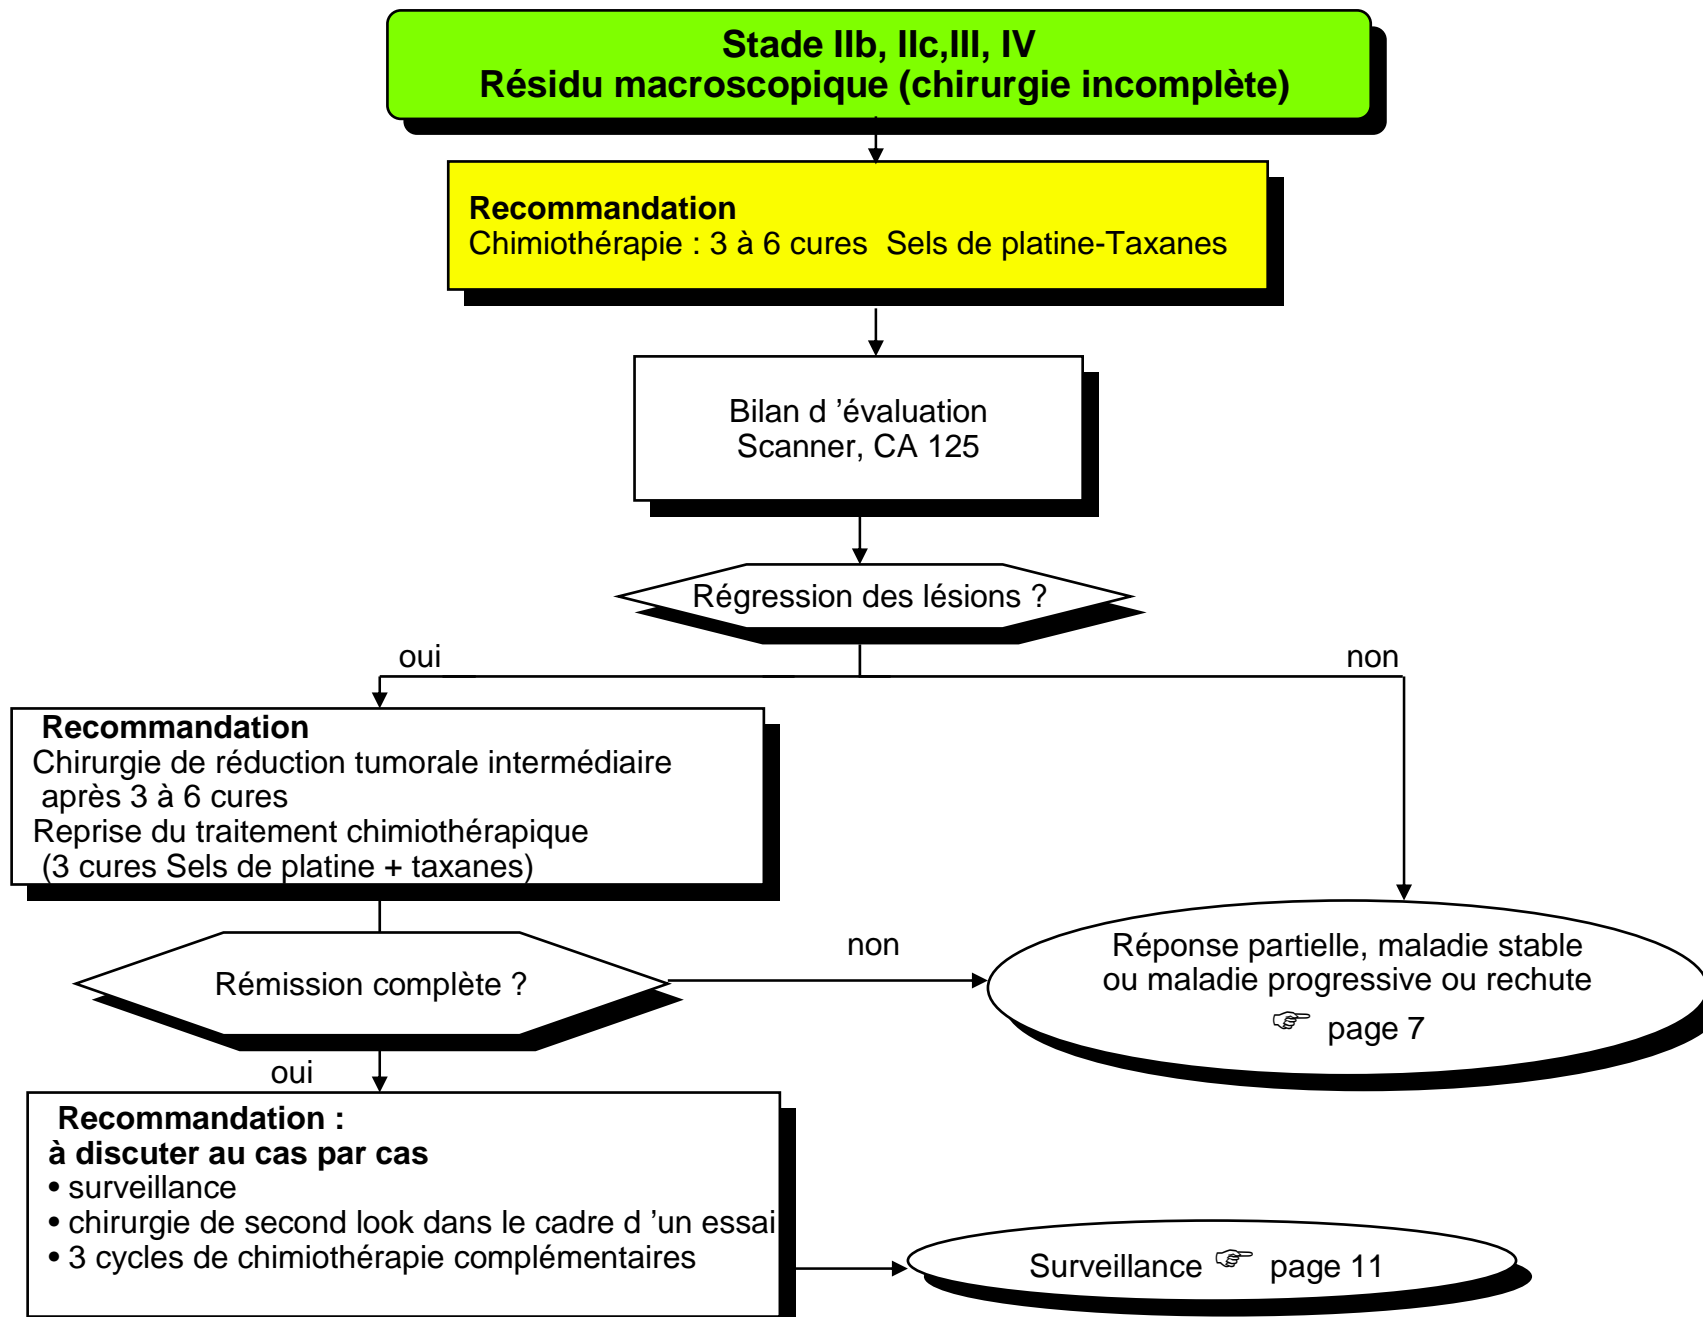 Stade IIb, IIc,III, IV
Résidu macroscopique (chirurgie incomplète)
Recommandation
Chimiothérapie : 3 à 6 cures  Sels de platine-Taxanes
Bilan d ’évaluation
Scanner, CA 125
Régression des lésions ?
oui
non
Recommandation
Chirurgie de réduction tumorale intermédiaire
après 3 à 6 cures
Reprise du traitement chimiothérapique
(3 cures Sels de platine + taxanes)
Rémission complète ?
non
Réponse partielle, maladie stable
ou maladie progressive ou rechute
☞ page 7
oui
Recommandation :
à discuter au cas par cas
• surveillance
• chirurgie de second look dans le cadre d ’un essai
• 3 cycles de chimiothérapie complémentaires
Surveillance ☞ page 11